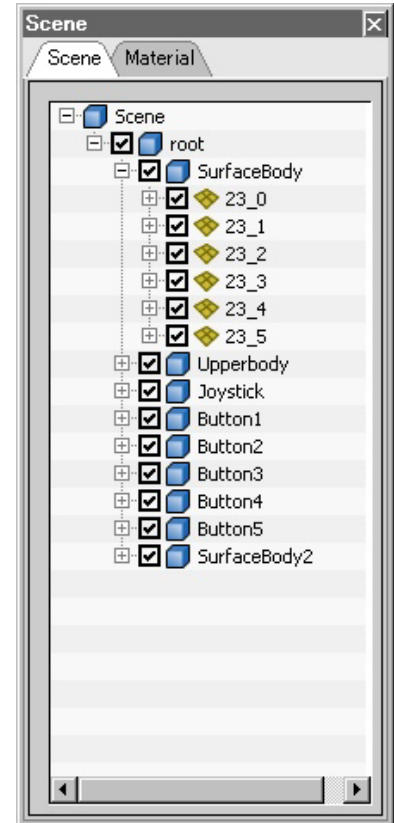 Scene
Scene Material
Scene
root
SurfaceBody
23_0
23_1
23_2
23_3
23_4
23_5
Upperbody
Joystick
Button1
Button2
Button3
Button4
Button5
SurfaceBody2